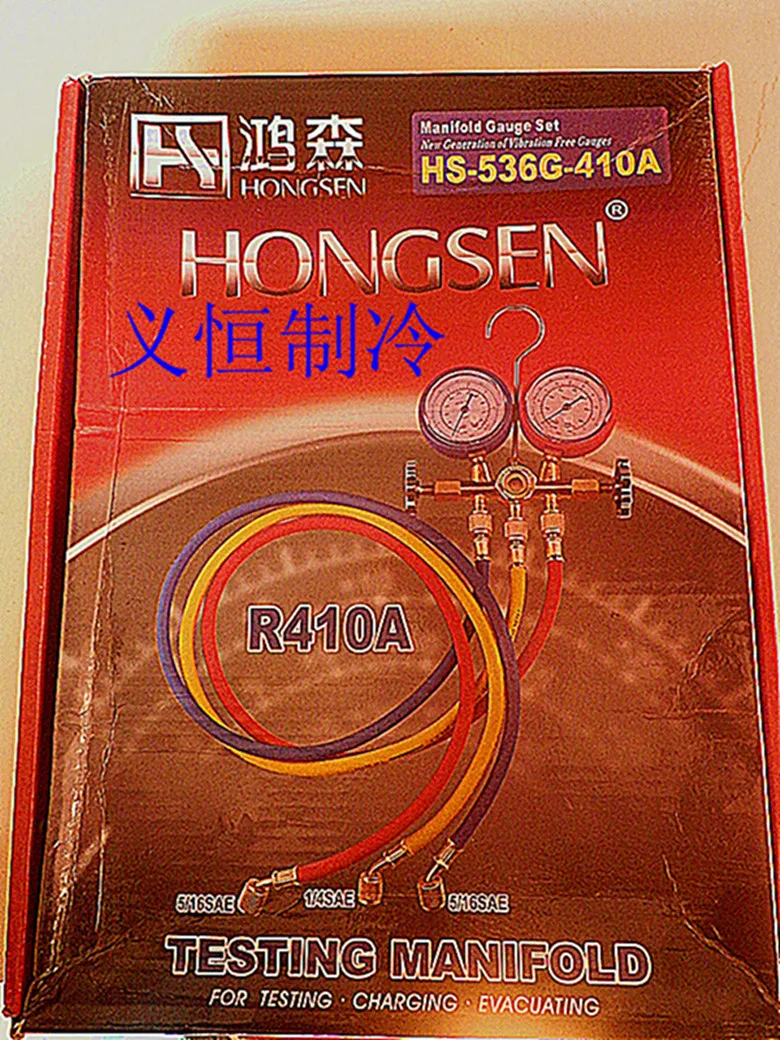 鸿森
HONGSEN
Manifold Gauge Set
New Generation of Vibration Free Gauges
HS-536G-410A
HONGSEN®
义恒制冷
R410A
5/16SAE
1/4SAE
5/16SAE
TESTING MANIFOLD
FOR TESTING · CHARGING · EVACUATING